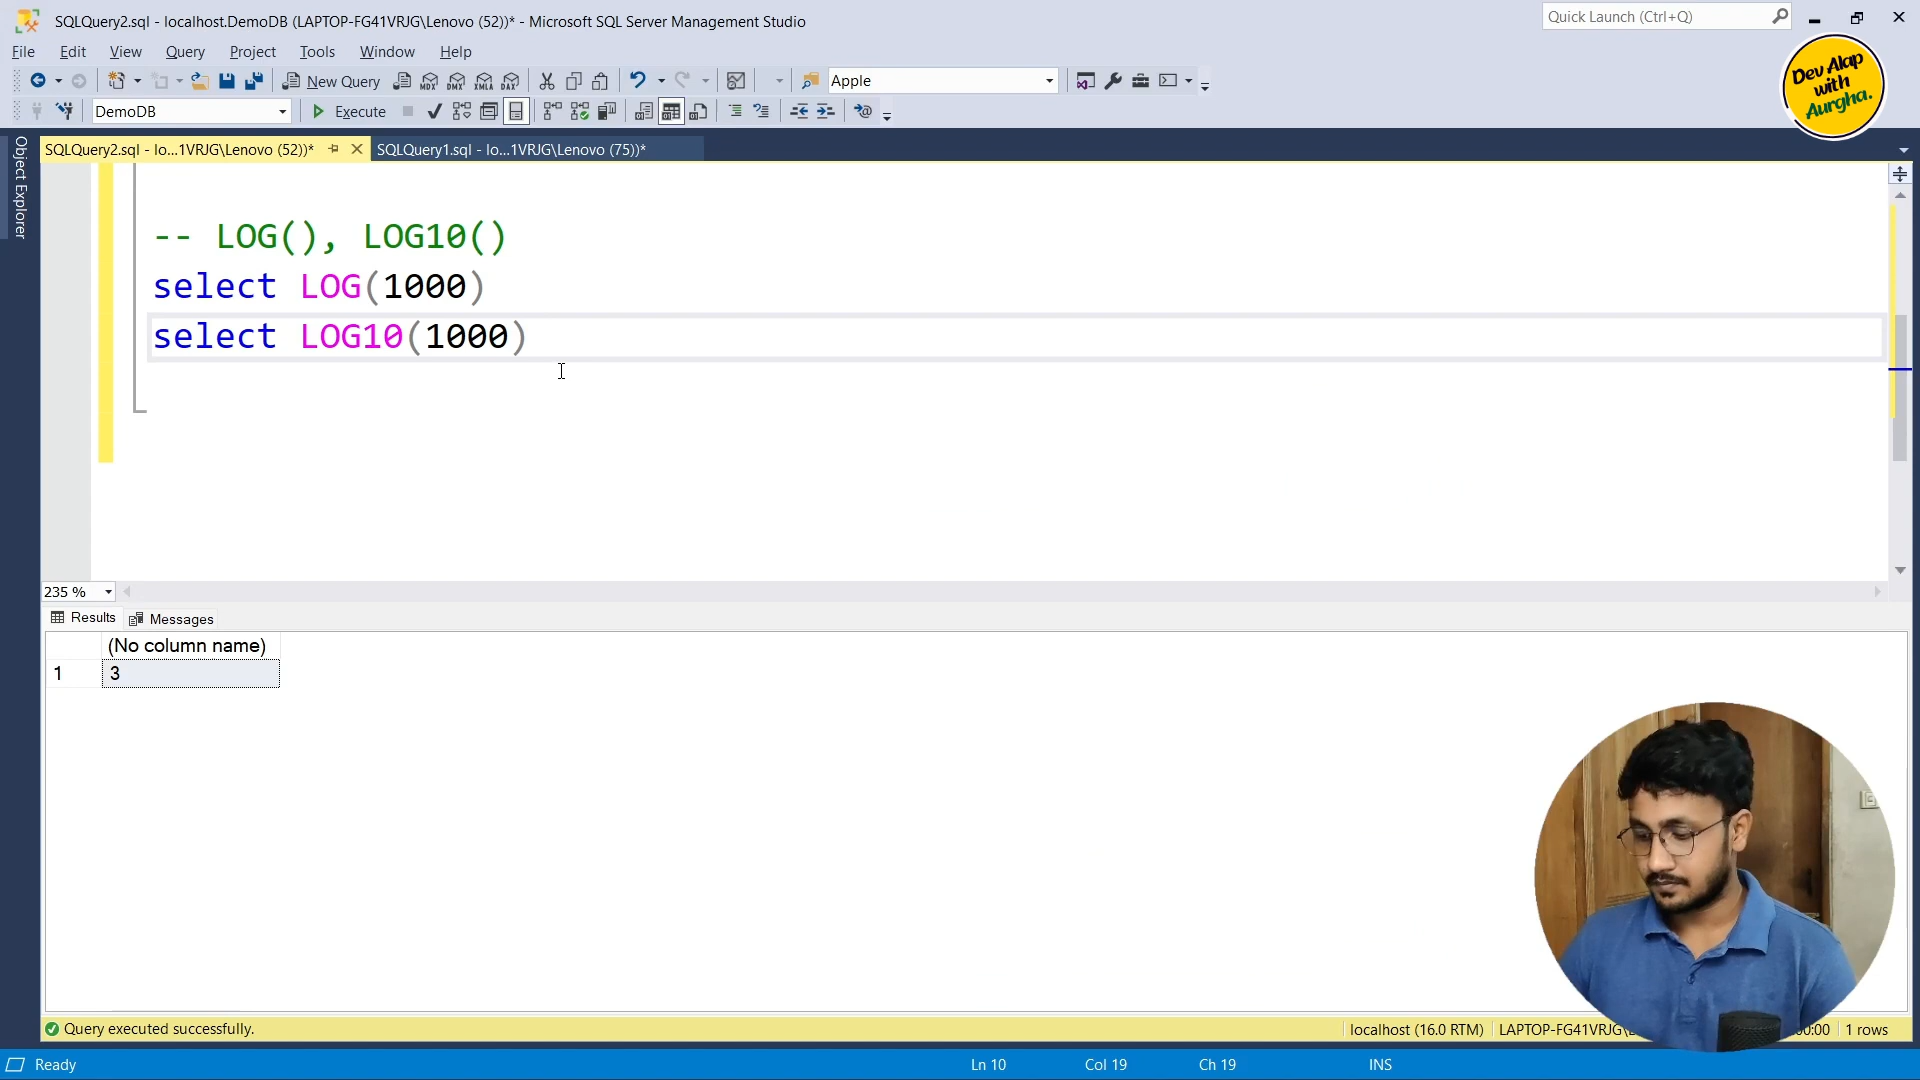 SQLQuery2.sql - localhost.DemoDB (LAPTOP-FG41VRJG\Lenovo (52))* - Microsoft SQL Server Management Studio
Quick Launch (Ctrl+Q)
File Edit View Query Project Tools Window Help
Dev Alap
with
Aurgha.
New Query
MDX DMX XMLA DAX
Apple
DemoDB
Execute
SQLQuery2.sql - lo...1VRJG\Lenovo (52))*
SQLQuery1.sql - lo...1VRJG\Lenovo (75))*
Object Explorer
-- LOG(), LOG10()
select LOG(1000)
select LOG10(1000)
235 %
Results
Messages
(No column name)
1 3
Query executed successfully.
localhost (16.0 RTM)
1 rows
Ready
Ln 10
Col 19
Ch 19
INS